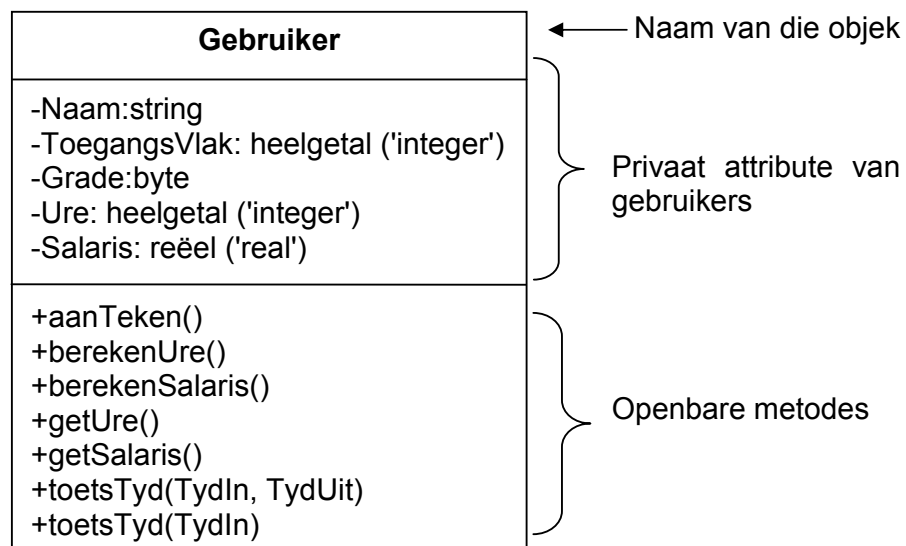 Gebruiker
Naam van die objek
-Naam:string
-ToegangsVlak: heelgetal ('integer')
-Grade:byte
-Ure: heelgetal ('integer')
-Salaris: reëel ('real')
Privaat attribute van
gebruikers
+aanTeken()
+berekenUre()
+berekenSalaris()
+getUre()
+getSalaris()
+toetsTyd(TydIn, TydUit)
+toetsTyd(TydIn)
Openbare metodes